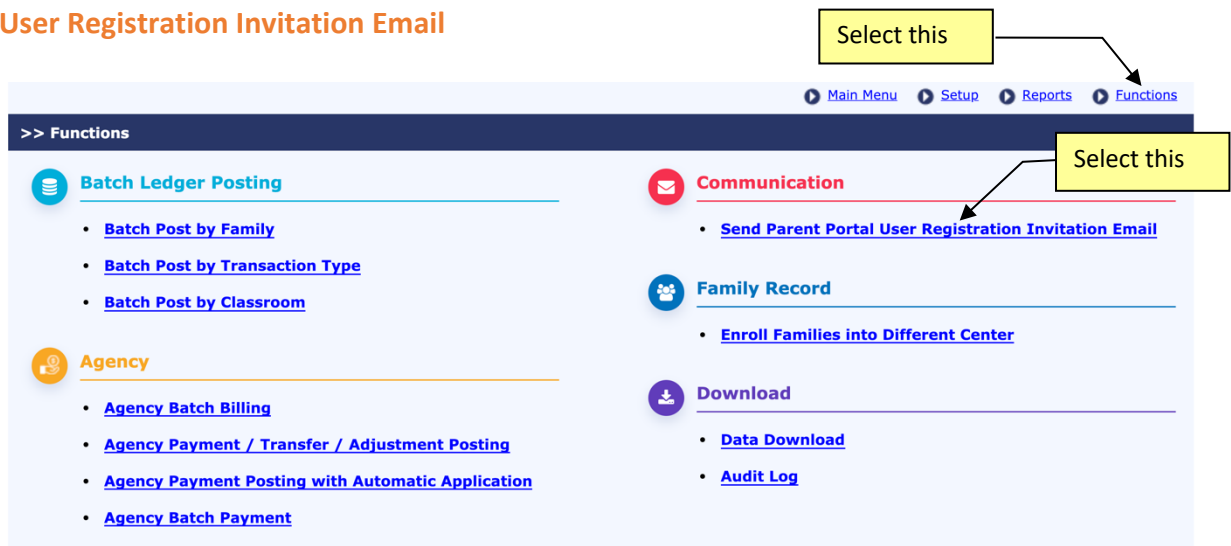 User Registration Invitation Email
Select this
Main Menu Setup Reports Functions
>> Functions
Select this
Batch Ledger Posting
• Batch Post by Family
• Batch Post by Transaction Type
• Batch Post by Classroom
Agency
• Agency Batch Billing
• Agency Payment / Transfer / Adjustment Posting
• Agency Payment Posting with Automatic Application
• Agency Batch Payment
Communication
• Send Parent Portal User Registration Invitation Email
Family Record
• Enroll Families into Different Center
Download
• Data Download
• Audit Log